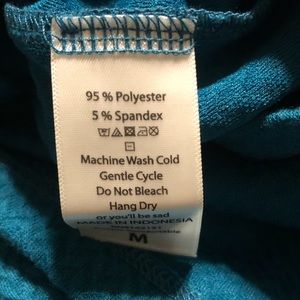 95 % Polyester
5 % Spandex
Machine Wash Cold
Gentle Cycle
Do Not Bleach
Hang Dry
or you'll be sad
MADE IN INDONESIA
M